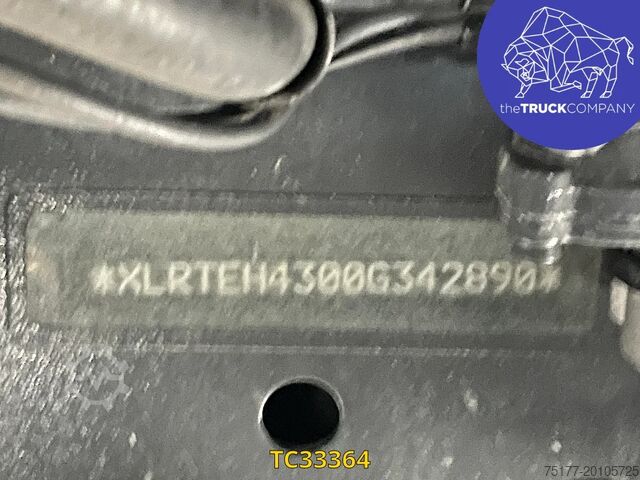 theTRUCKCOMPANY
*XLRTEH4300G342890*
TC33364
75177-20105725